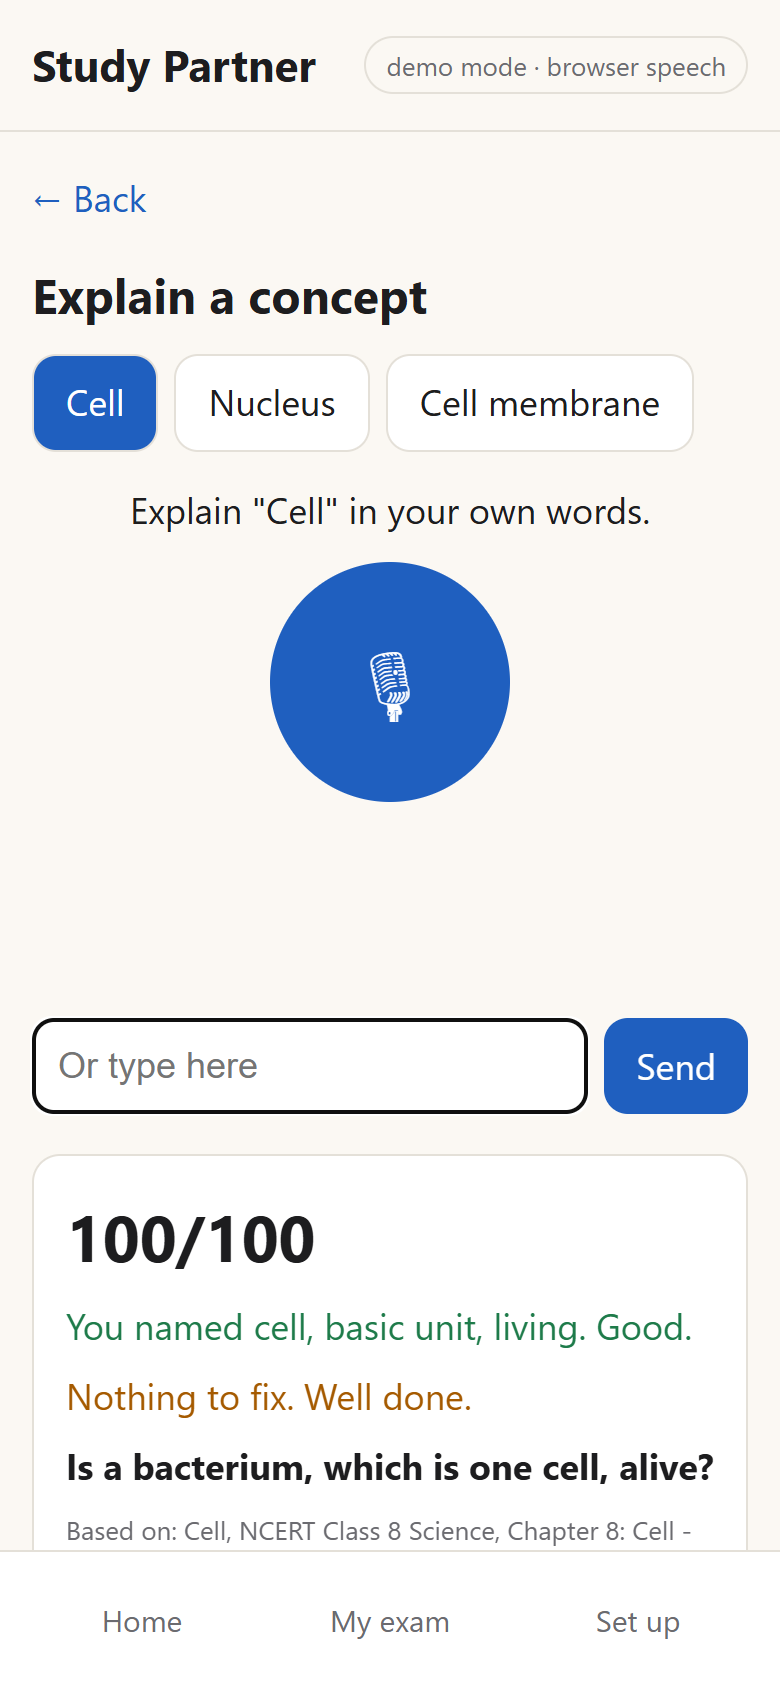 Study Partner
demo mode · browser speech
← Back
Explain a concept
Cell
Nucleus
Cell membrane
Explain "Cell" in your own words.
Or type here
Send
100/100
You named cell, basic unit, living. Good.
Nothing to fix. Well done.
Is a bacterium, which is one cell, alive?
Based on: Cell, NCERT Class 8 Science, Chapter 8: Cell -
Home
My exam
Set up